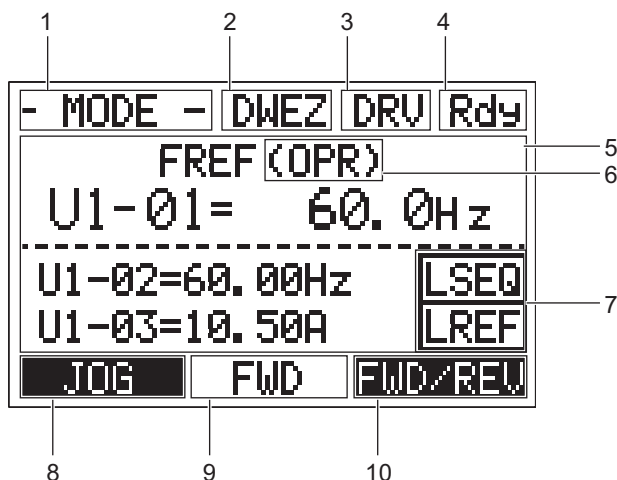 1 2 3 4
- MODE - DWEZ DRV Rdy
5
FREF (OPR)
6
U1-01= 60.0Hz
U1-02=60.00Hz LSEQ
7
U1-03=10.50A LREF
JOG FWD FWD/REV
8 9 10